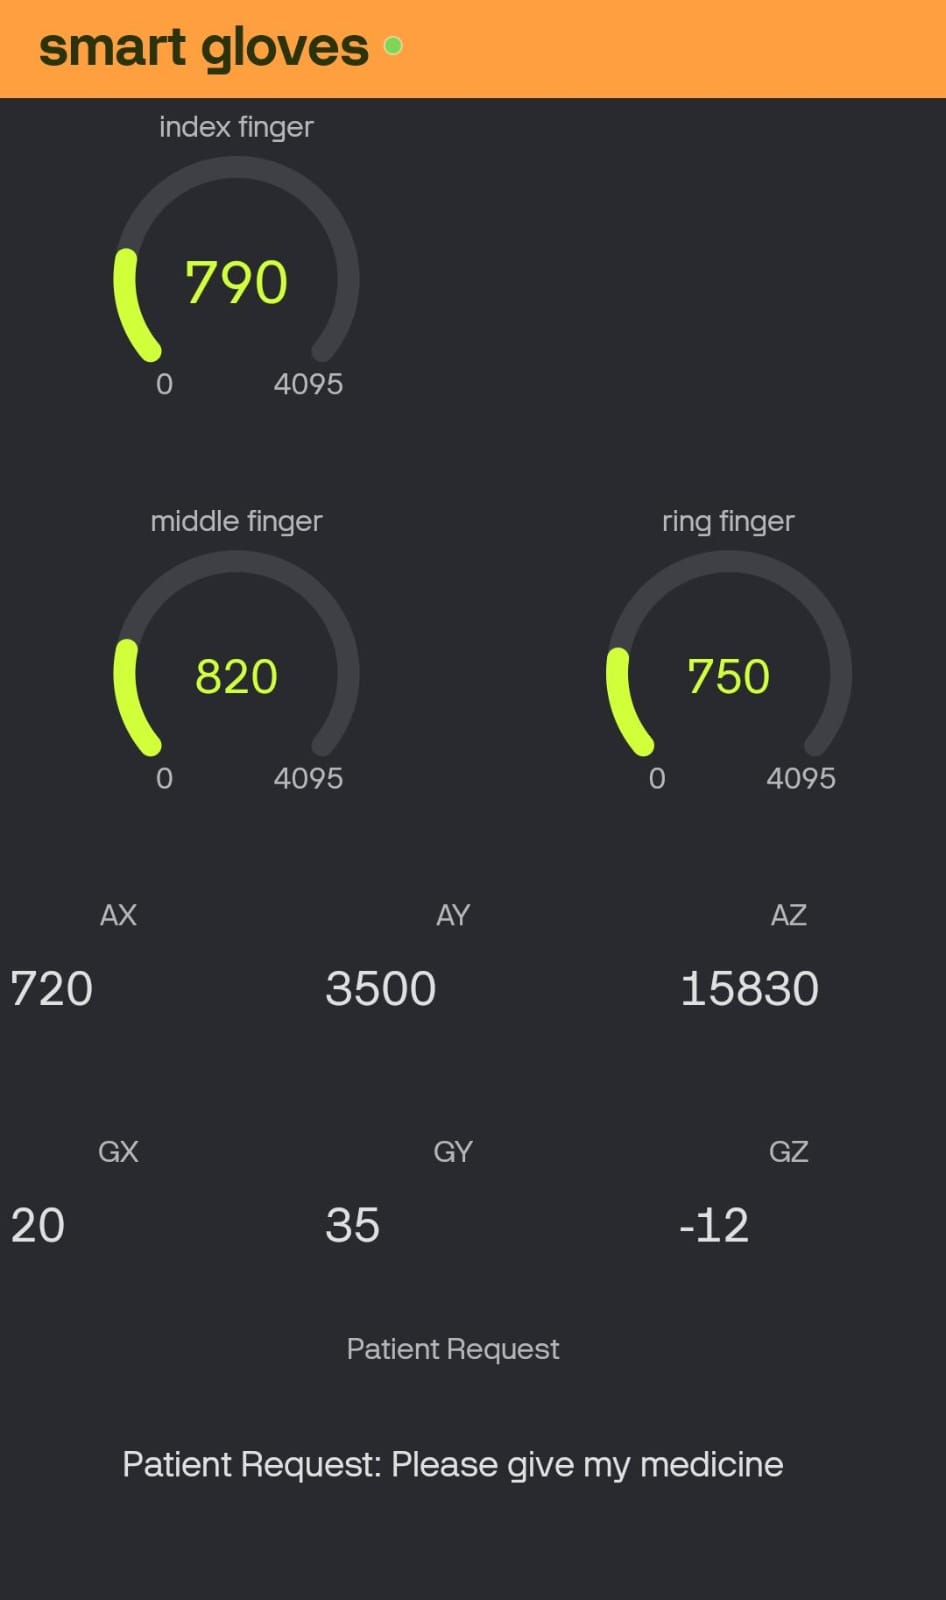 smart gloves
index finger
790
0 4095
middle finger ring finger
820 750
0 4095 0 4095
AX AY AZ
720 3500 15830
GX GY GZ
20 35 -12
Patient Request
Patient Request: Please give my medicine